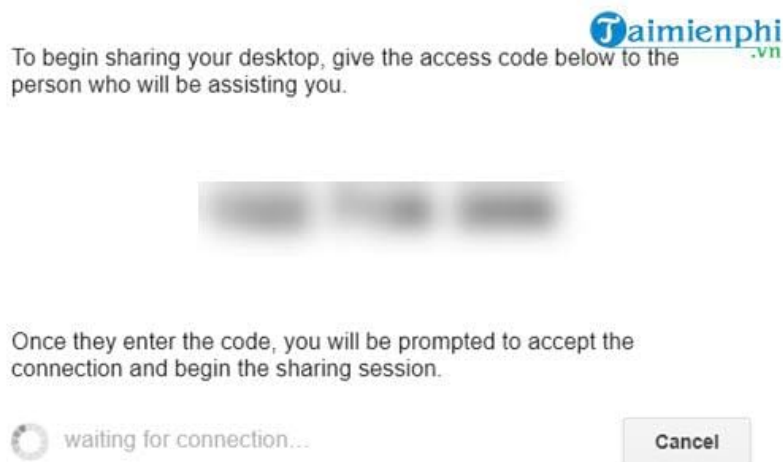 Taimienphi
.vn
To begin sharing your desktop, give the access code below to the
person who will be assisting you.
Once they enter the code, you will be prompted to accept the
connection and begin the sharing session.
waiting for connection...
Cancel